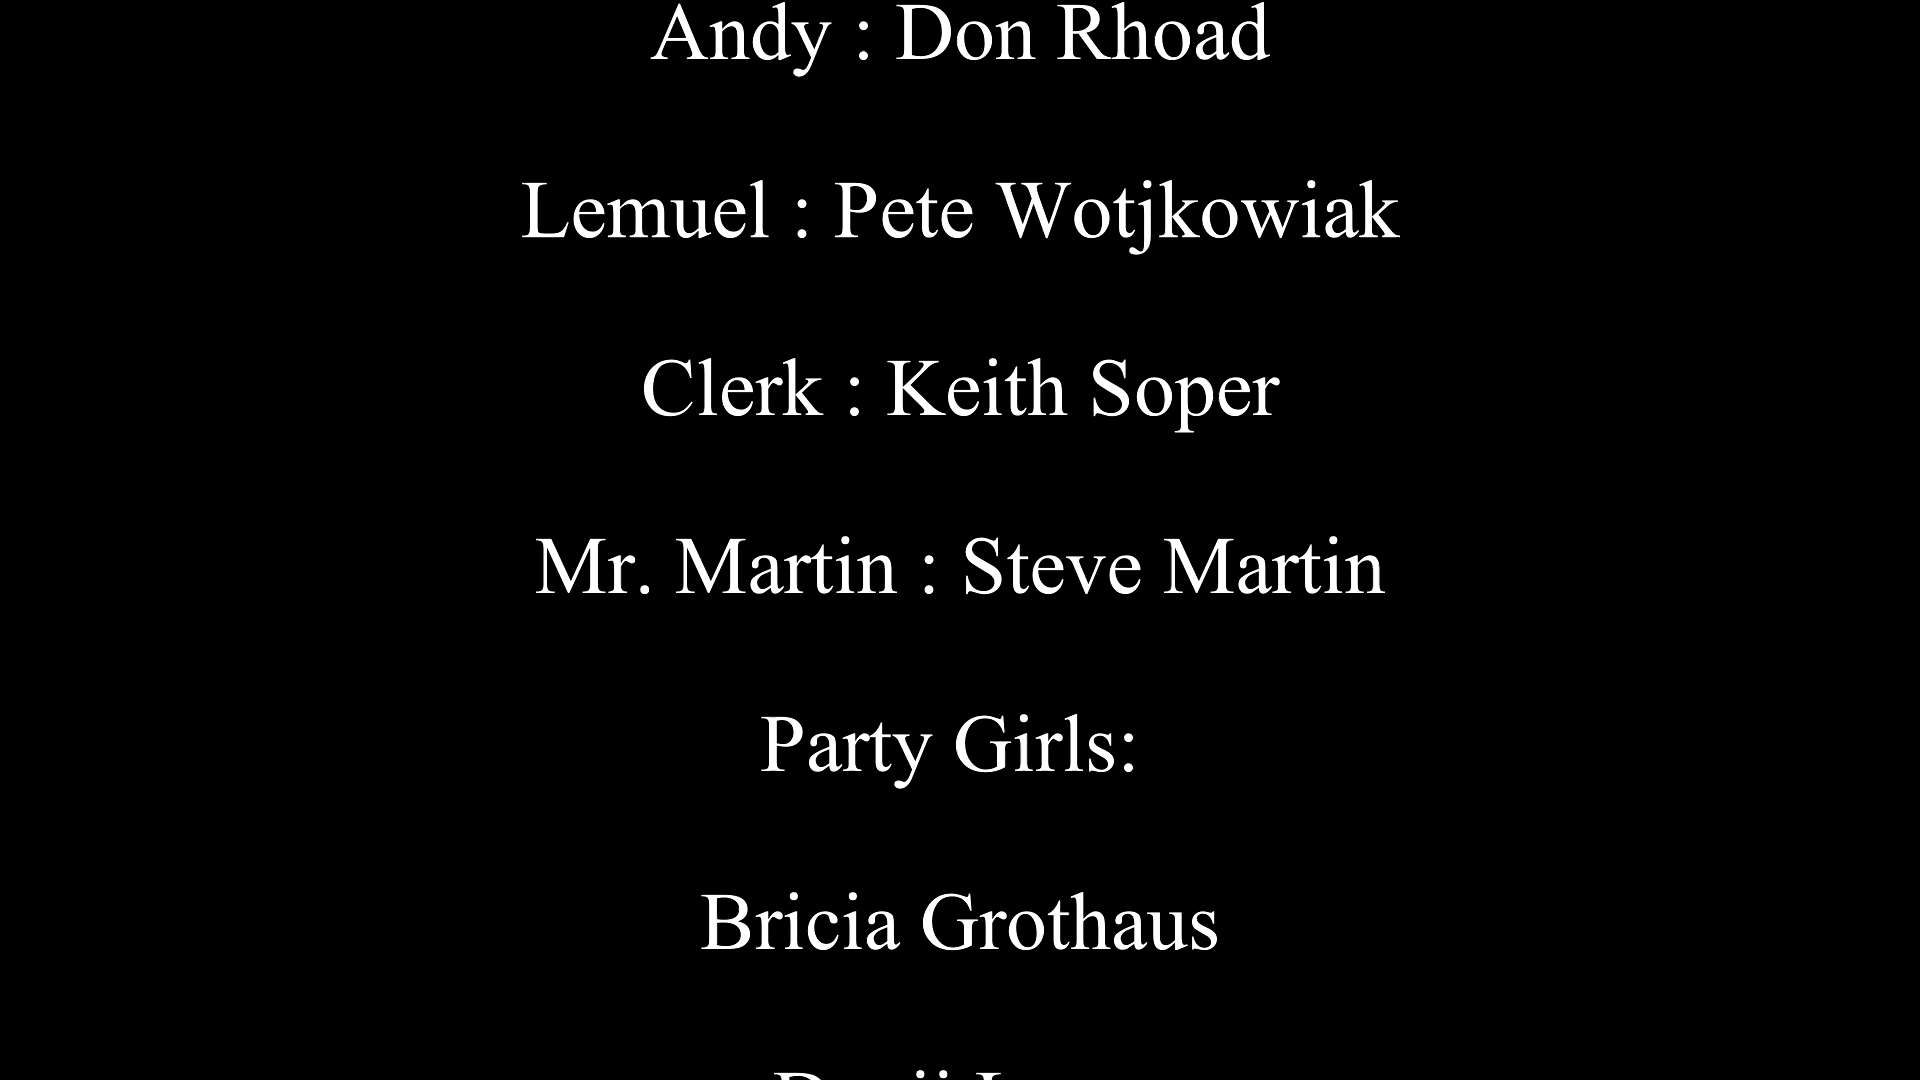 Andy : Don Rhoad
Lemuel : Pete Wotjkowiak
Clerk : Keith Soper
Mr. Martin : Steve Martin
Party Girls:
Bricia Grothaus